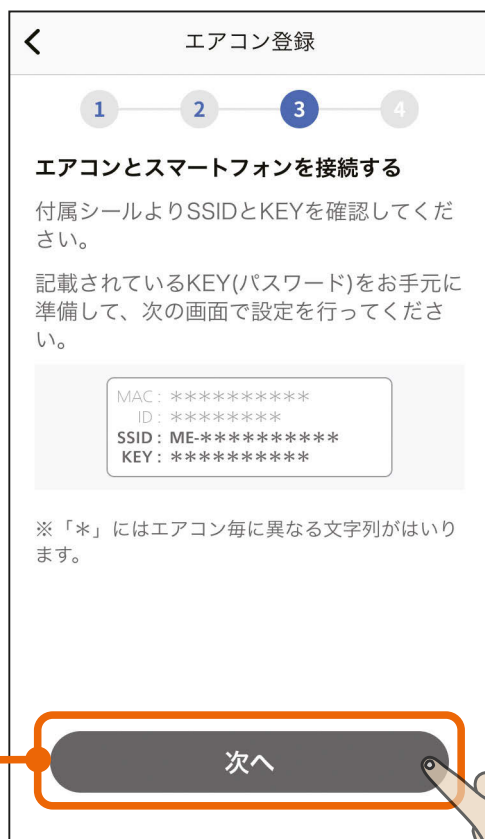 エアコン登録
1 2 3 4
エアコンとスマートフォンを接続する
付属シールよりSSIDとKEYを確認してくだ
さい。
記載されているKEY(パスワード)をお手元に
準備して、次の画面で設定を行ってくださ
い。
MAC : **********
ID : ********
SSID : ME-**********
KEY : **********
※「*」にはエアコン毎に異なる文字列がはいり
ます。
次へ